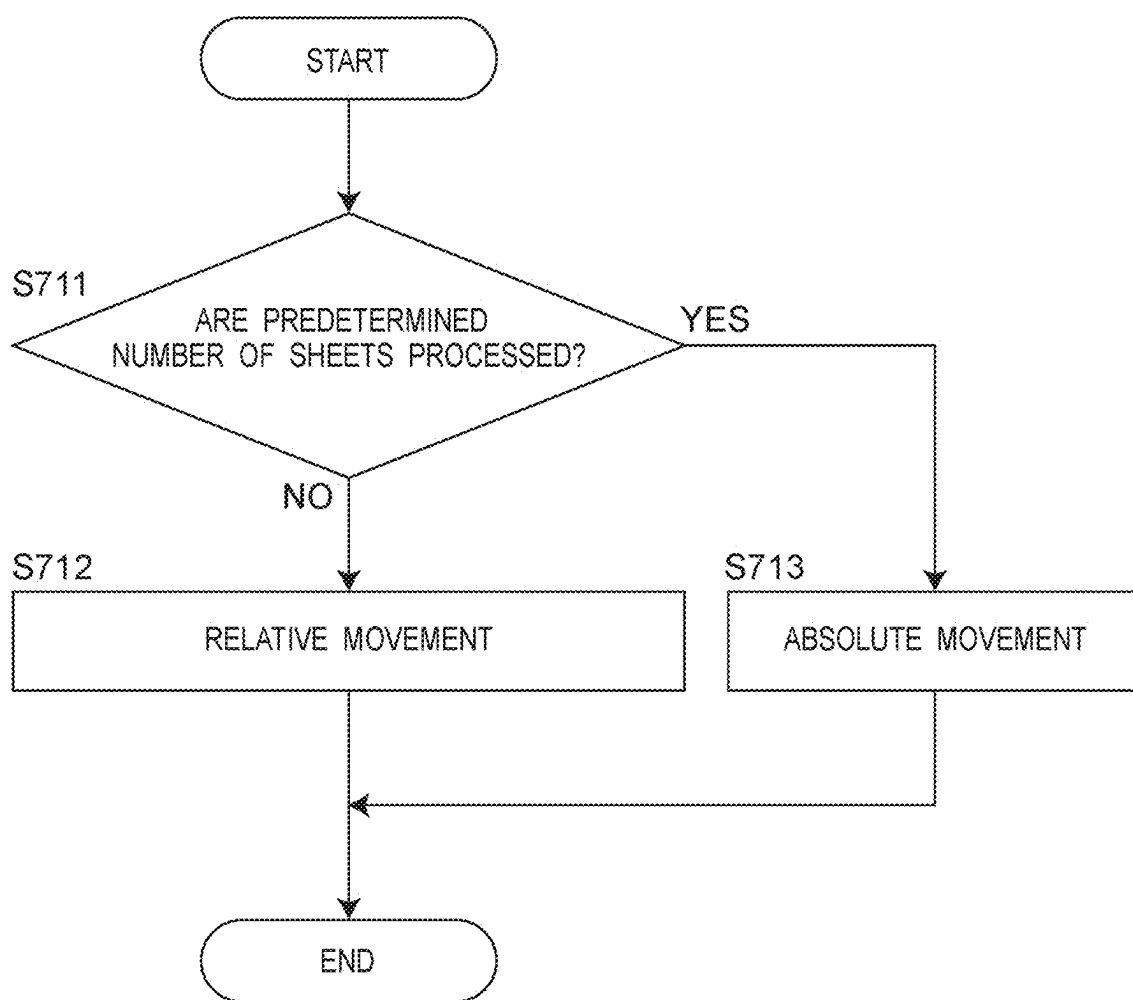 START
S711
ARE PREDETERMINED
NUMBER OF SHEETS PROCESSED?
YES
NO
S712
RELATIVE MOVEMENT
S713
ABSOLUTE MOVEMENT
END